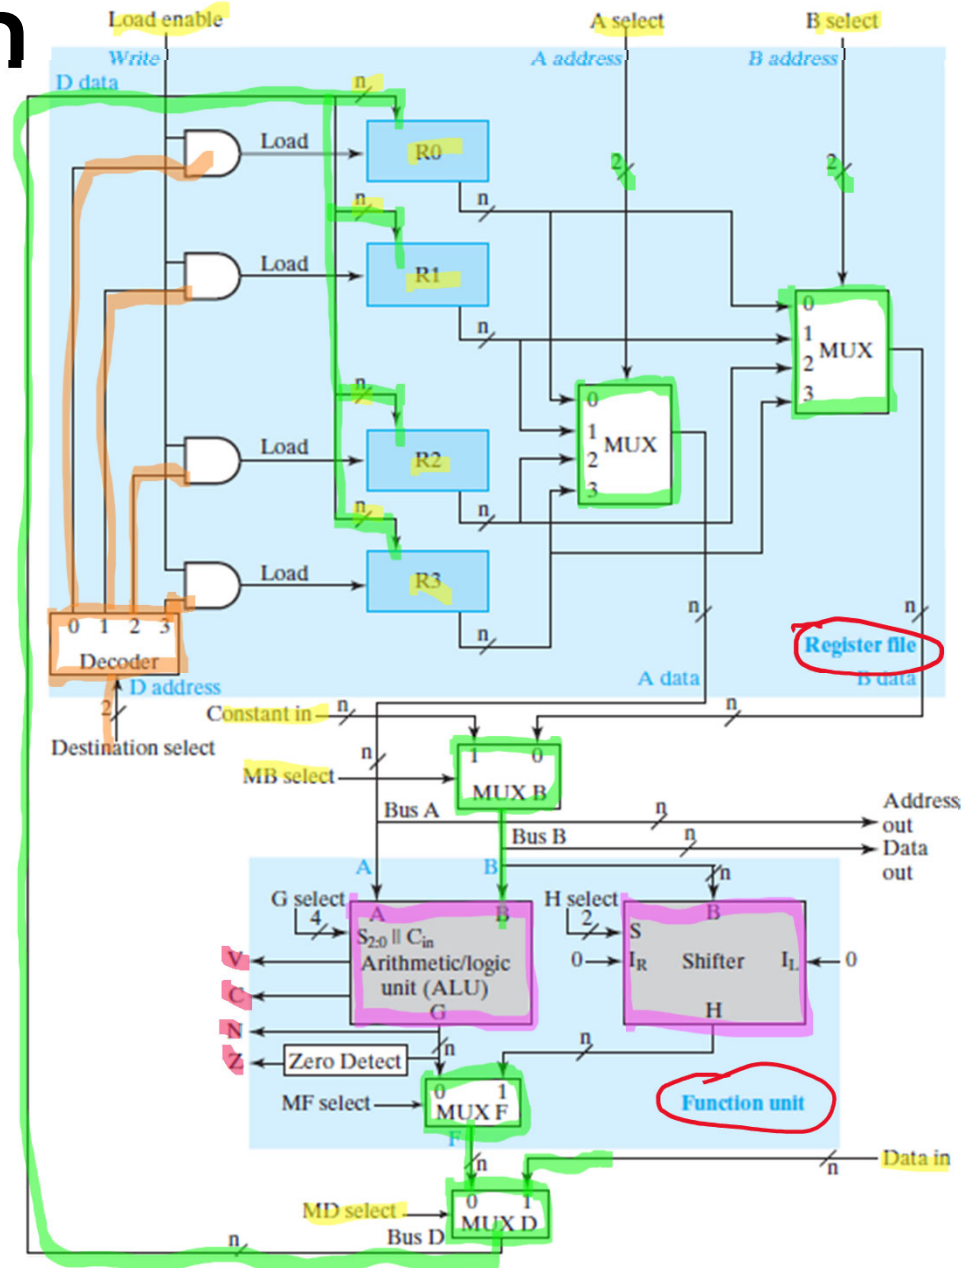 n
Load enable
A select
B select
Write
A address
B address
D data
n
Load
R0
2
2
n
n
Load
R1
n
0
1
2
3
MUX
n
Load
R2
0
1
2
3
MUX
n
n
Load
R3
n
n
n
0 1 2 3
Decoder
Register file
D address
A data
B data
2
Destination select
Constant in
n
n
n
1 0
MUX B
MB select
Bus A
n
Address
out
Bus B
n
Data
out
A
B
n
G select
4
H select
2
A
B
B
S2:0 || Cin
S
V
Arithmetic/logic
unit (ALU)
0
IR
Shifter
IL
0
C
G
H
N
n
n
Z
Zero Detect
0 1
MUX F
MF select
Function unit
F
n
n
Data in
0 1
MUX D
MD select
Bus D
n